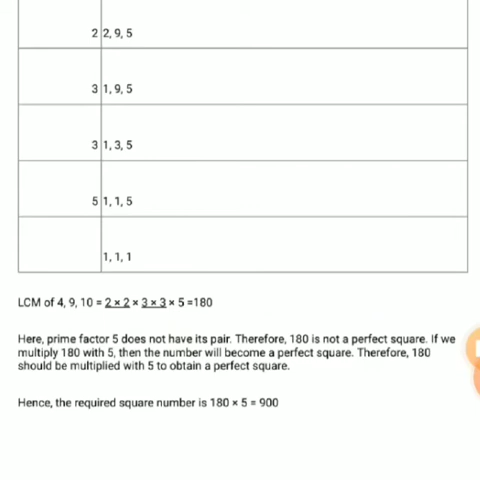 2 2, 9, 5
3 1, 9, 5
3 1, 3, 5
5 1, 1, 5
1, 1, 1
LCM of 4, 9, 10 = 2 × 2 × 3 × 3 × 5 =180
Here, prime factor 5 does not have its pair. Therefore, 180 is not a perfect square. If we
multiply 180 with 5, then the number will become a perfect square. Therefore, 180
should be multiplied with 5 to obtain a perfect square.
Hence, the required square number is 180 × 5 = 900